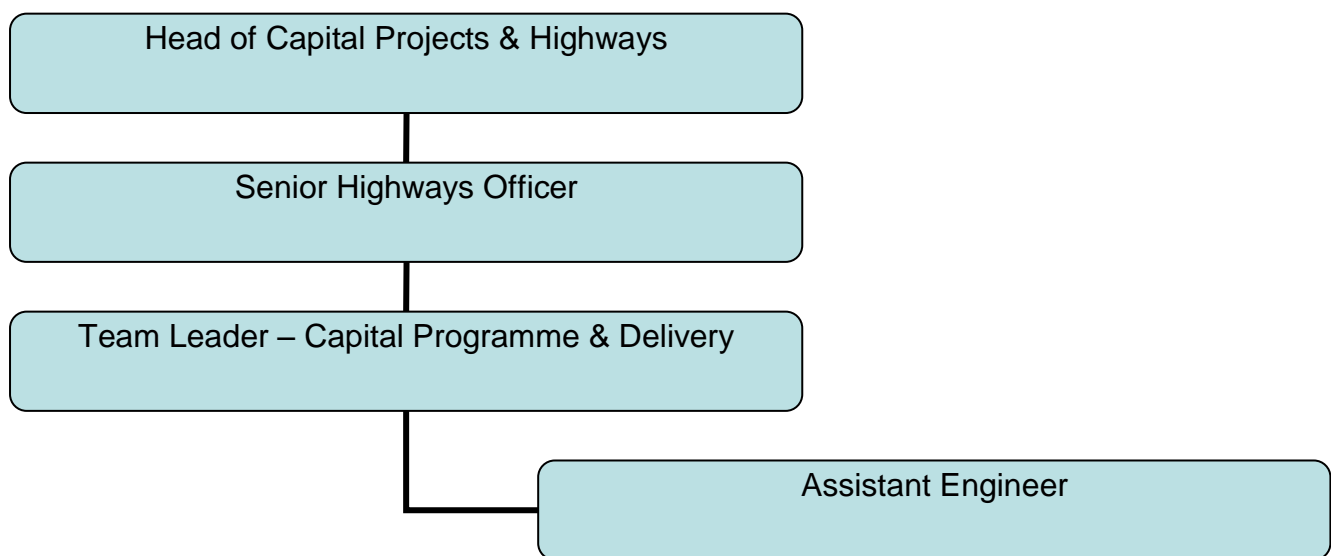 Head of Capital Projects & Highways
Senior Highways Officer
Team Leader – Capital Programme & Delivery
Assistant Engineer